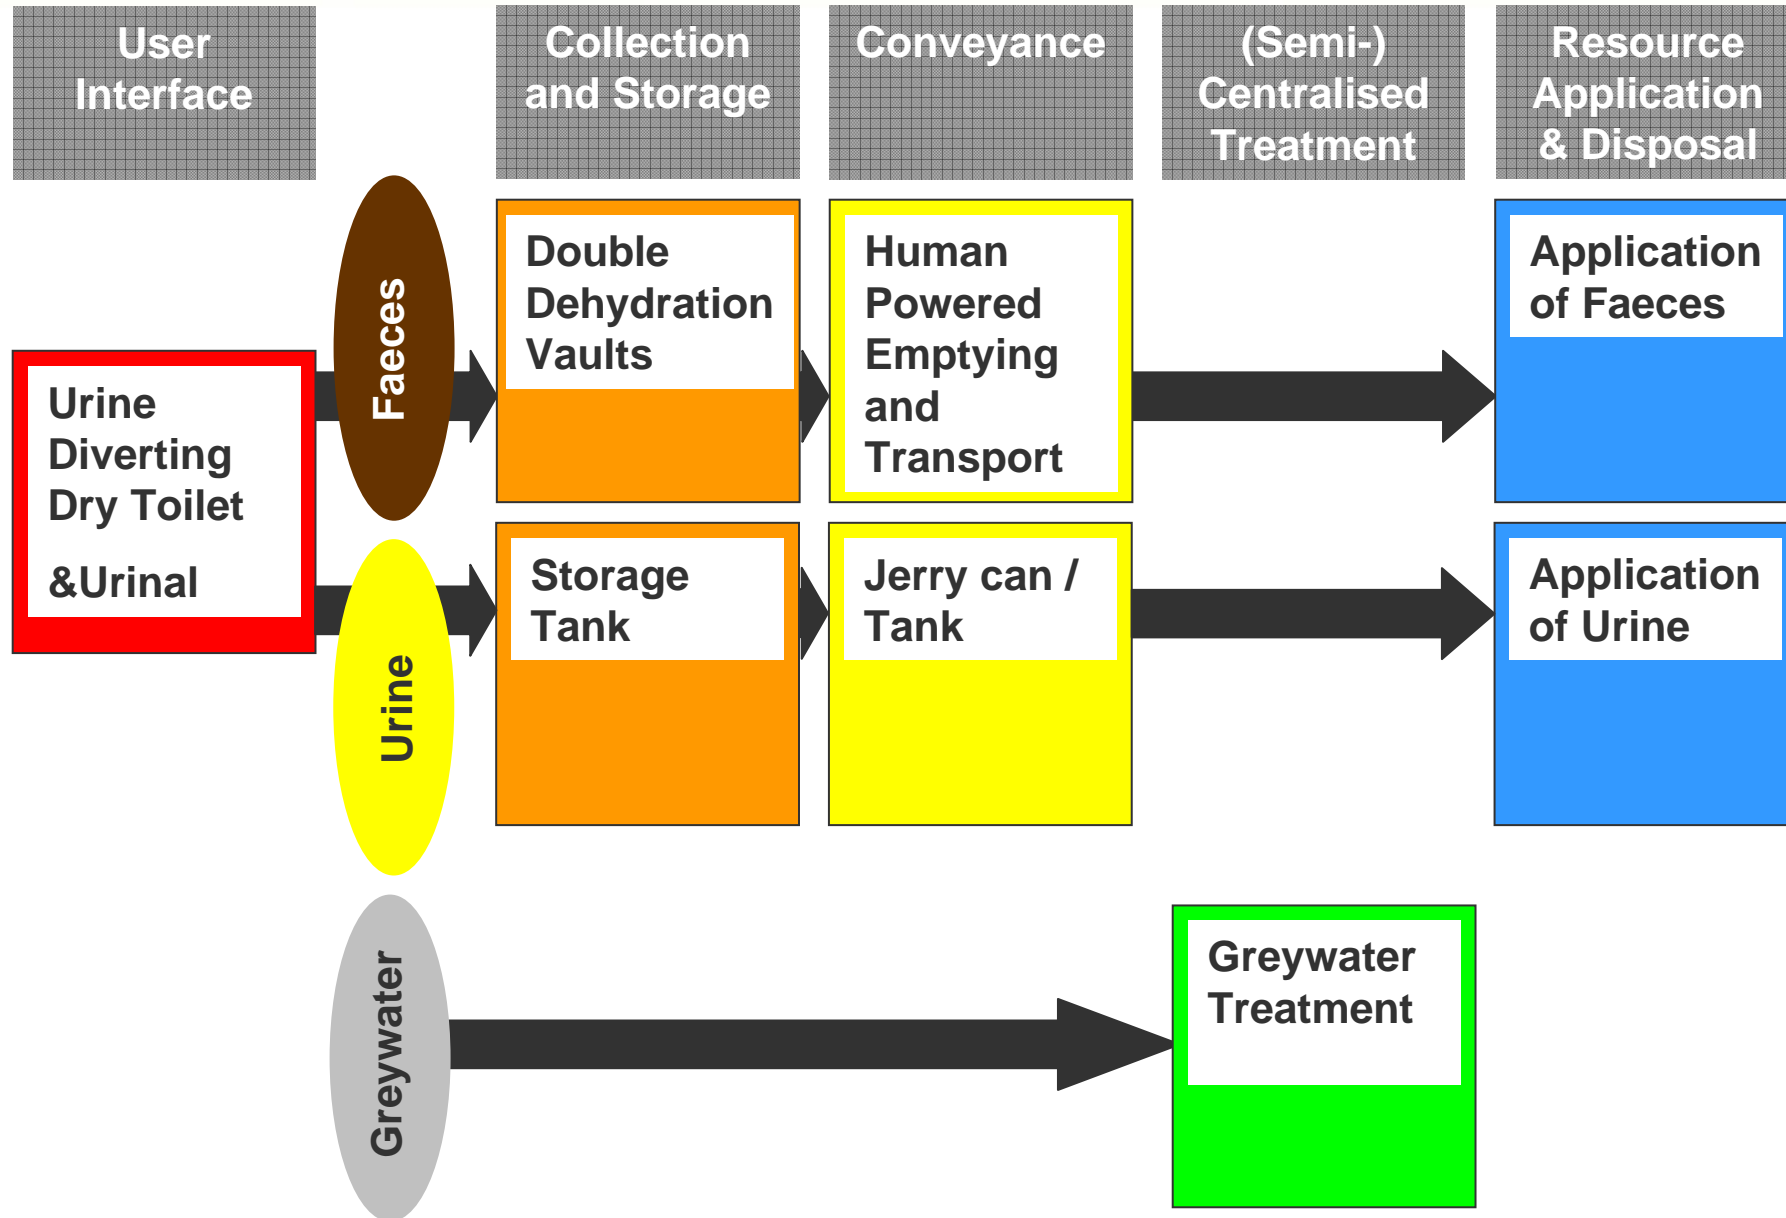 User
Interface
Collection
and Storage
Conveyance
(Semi-)
Centralised
Treatment
Resource
Application
& Disposal
Faeces
Double
Dehydration
Vaults
Human
Powered
Emptying
and
Transport
Application
of Faeces
Urine
Diverting
Dry Toilet
&Urinal
Urine
Storage
Tank
Jerry can /
Tank
Application
of Urine
Greywater
Greywater
Treatment